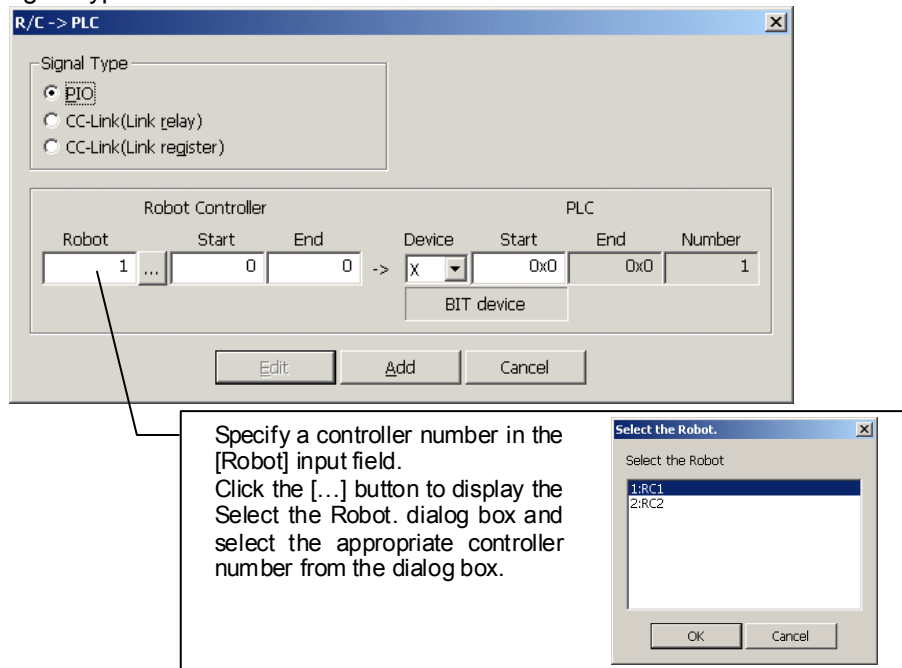 R/C -> PLC
Signal Type
PIO
CC-Link(Link relay)
CC-Link(Link register)
Robot Controller PLC
Robot Start End Device Start End Number
1 ... 0 0 -> X 0x0 0x0 1
BIT device
Edit Add Cancel
Specify a controller number in the
[Robot] input field.
Click the […] button to display the
Select the Robot. dialog box and
select the appropriate controller
number from the dialog box.
Select the Robot.
Select the Robot
1:RC1
2:RC2
OK Cancel